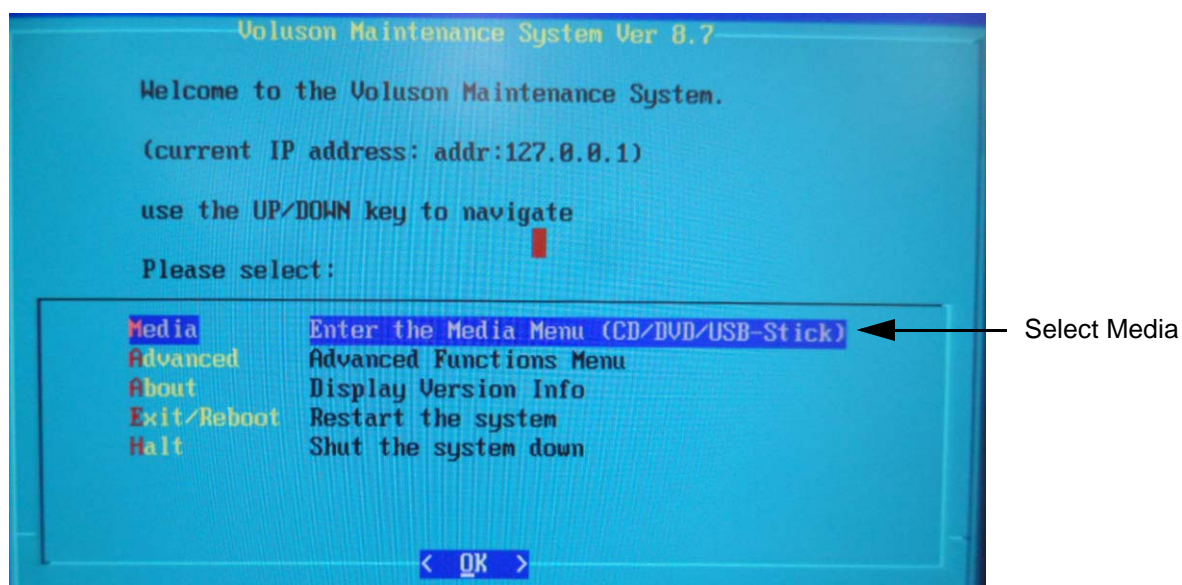 Voluson Maintenance System Ver 8.7
Welcome to the Voluson Maintenance System.
(current IP address: addr:127.0.0.1)
use the UP/DOWN key to navigate
Please select:
Media Enter the Media Menu (CD/DVD/USB-Stick)
Select Media
Advanced Advanced Functions Menu
About Display Version Info
Exit/Reboot Restart the system
Halt Shut the system down
< OK >